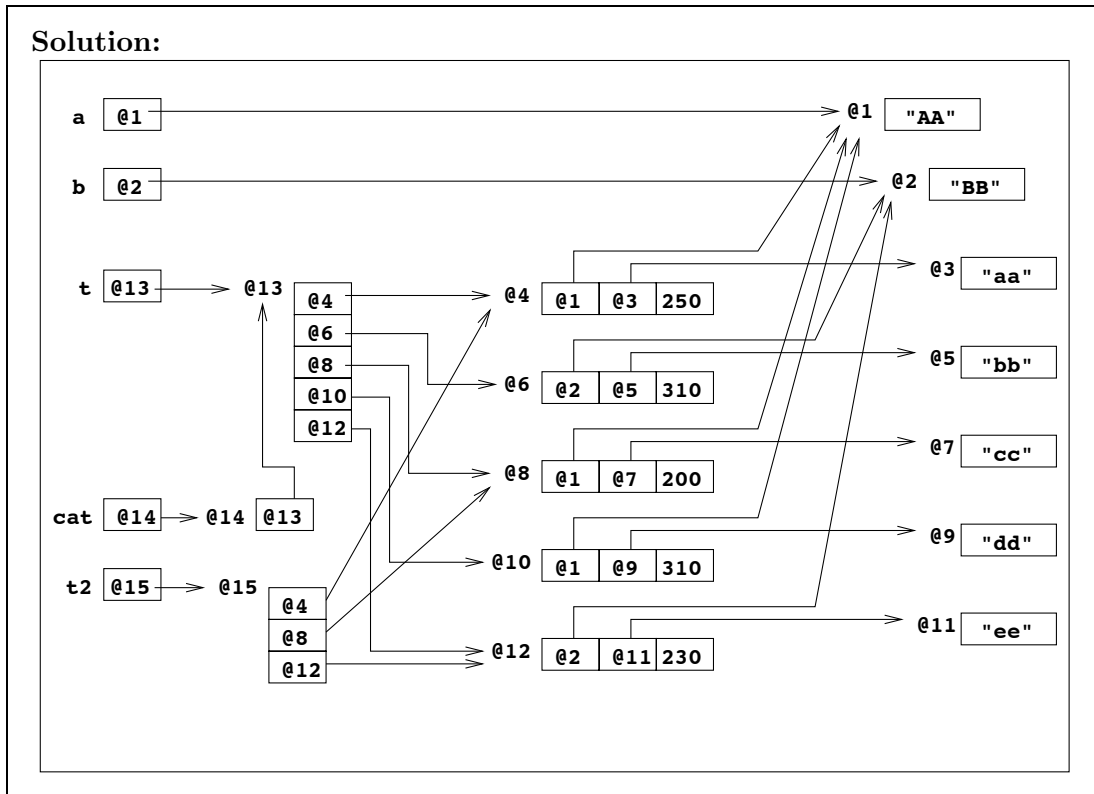 Solution:
a @1 @1 "AA"
b @2 @2 "BB"
@3 "aa"
t @13 @13 @4 @4 @1 @3 250
@6
@5 "bb"
@8 @6 @2 @5 310
@10
@12
@7 "cc"
@8 @1 @7 200
cat @14 @14 @13
@9 "dd"
@10 @1 @9 310
t2 @15 @15
@4
@11 "ee"
@8
@12 @2 @11 230
@12